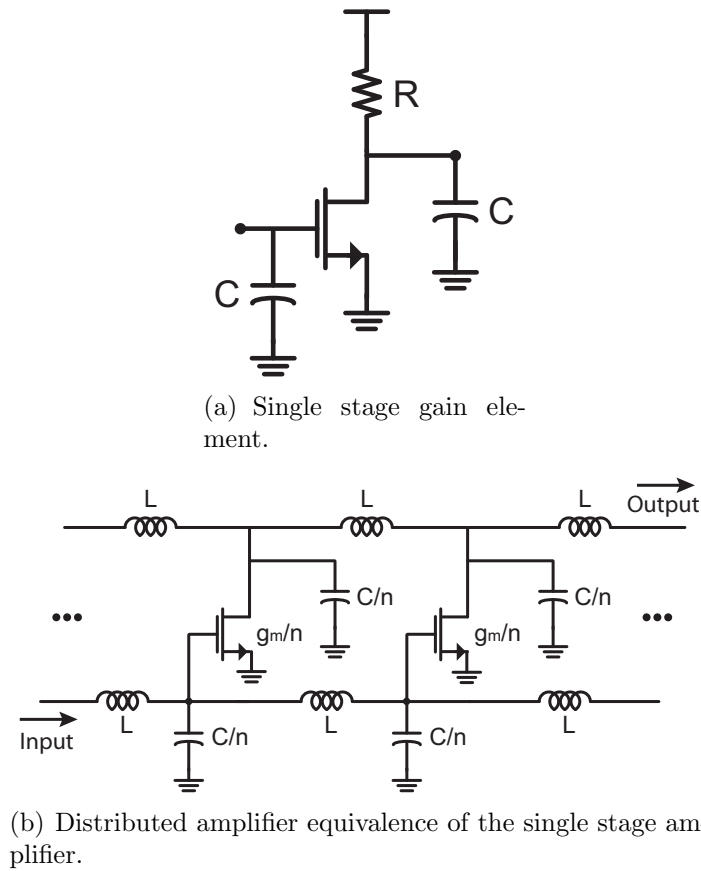 R
C
C
(a) Single stage gain ele-
ment.
L
L
L
Output
C/n
C/n
gm/n
gm/n
L
L
L
Input
C/n
C/n
(b) Distributed amplifier equivalence of the single stage am-
plifier.